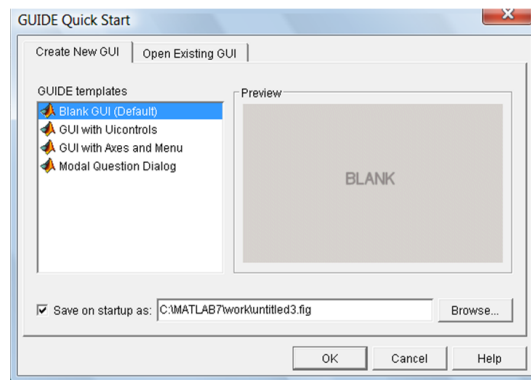 GUIDE Quick Start
Create New GUI
Open Existing GUI
GUIDE templates
Blank GUI (Default)
GUI with Uicontrols
GUI with Axes and Menu
Modal Question Dialog
Preview
BLANK
Save on startup as:
C:\MATLAB7\work\untitled3.fig
Browse...
OK
Cancel
Help